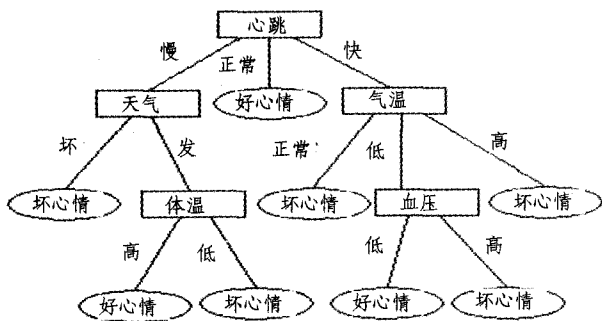 心跳
慢 正常 快
天气 好心情 气温
坏 发 正常 低 高
坏心情 体温 坏心情 血压 坏心情
高 低 低 高
好心情 坏心情 好心情 坏心情